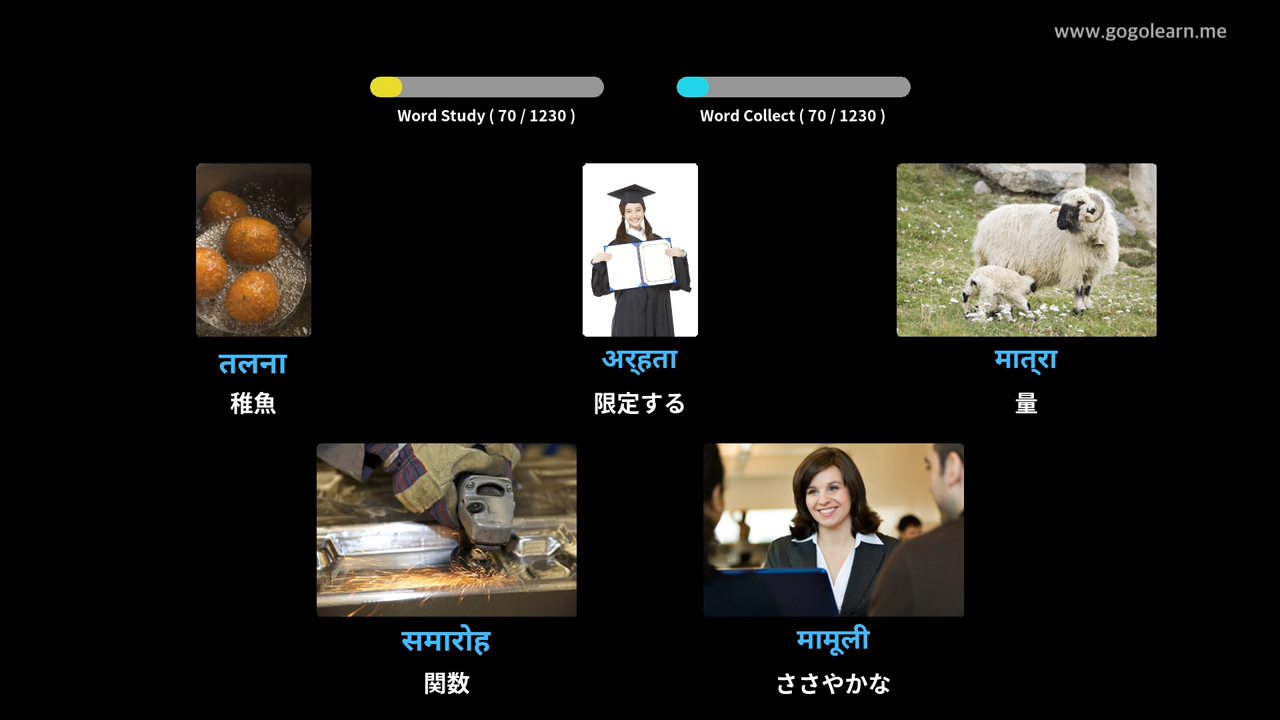 www.gogolearn.me
Word Study ( 70 / 1230 )
Word Collect ( 70 / 1230 )
तलना
稚魚
अर्‌हता
限定する
मात्‌रा
量
समारोह
関数
मामूली
ささやかな